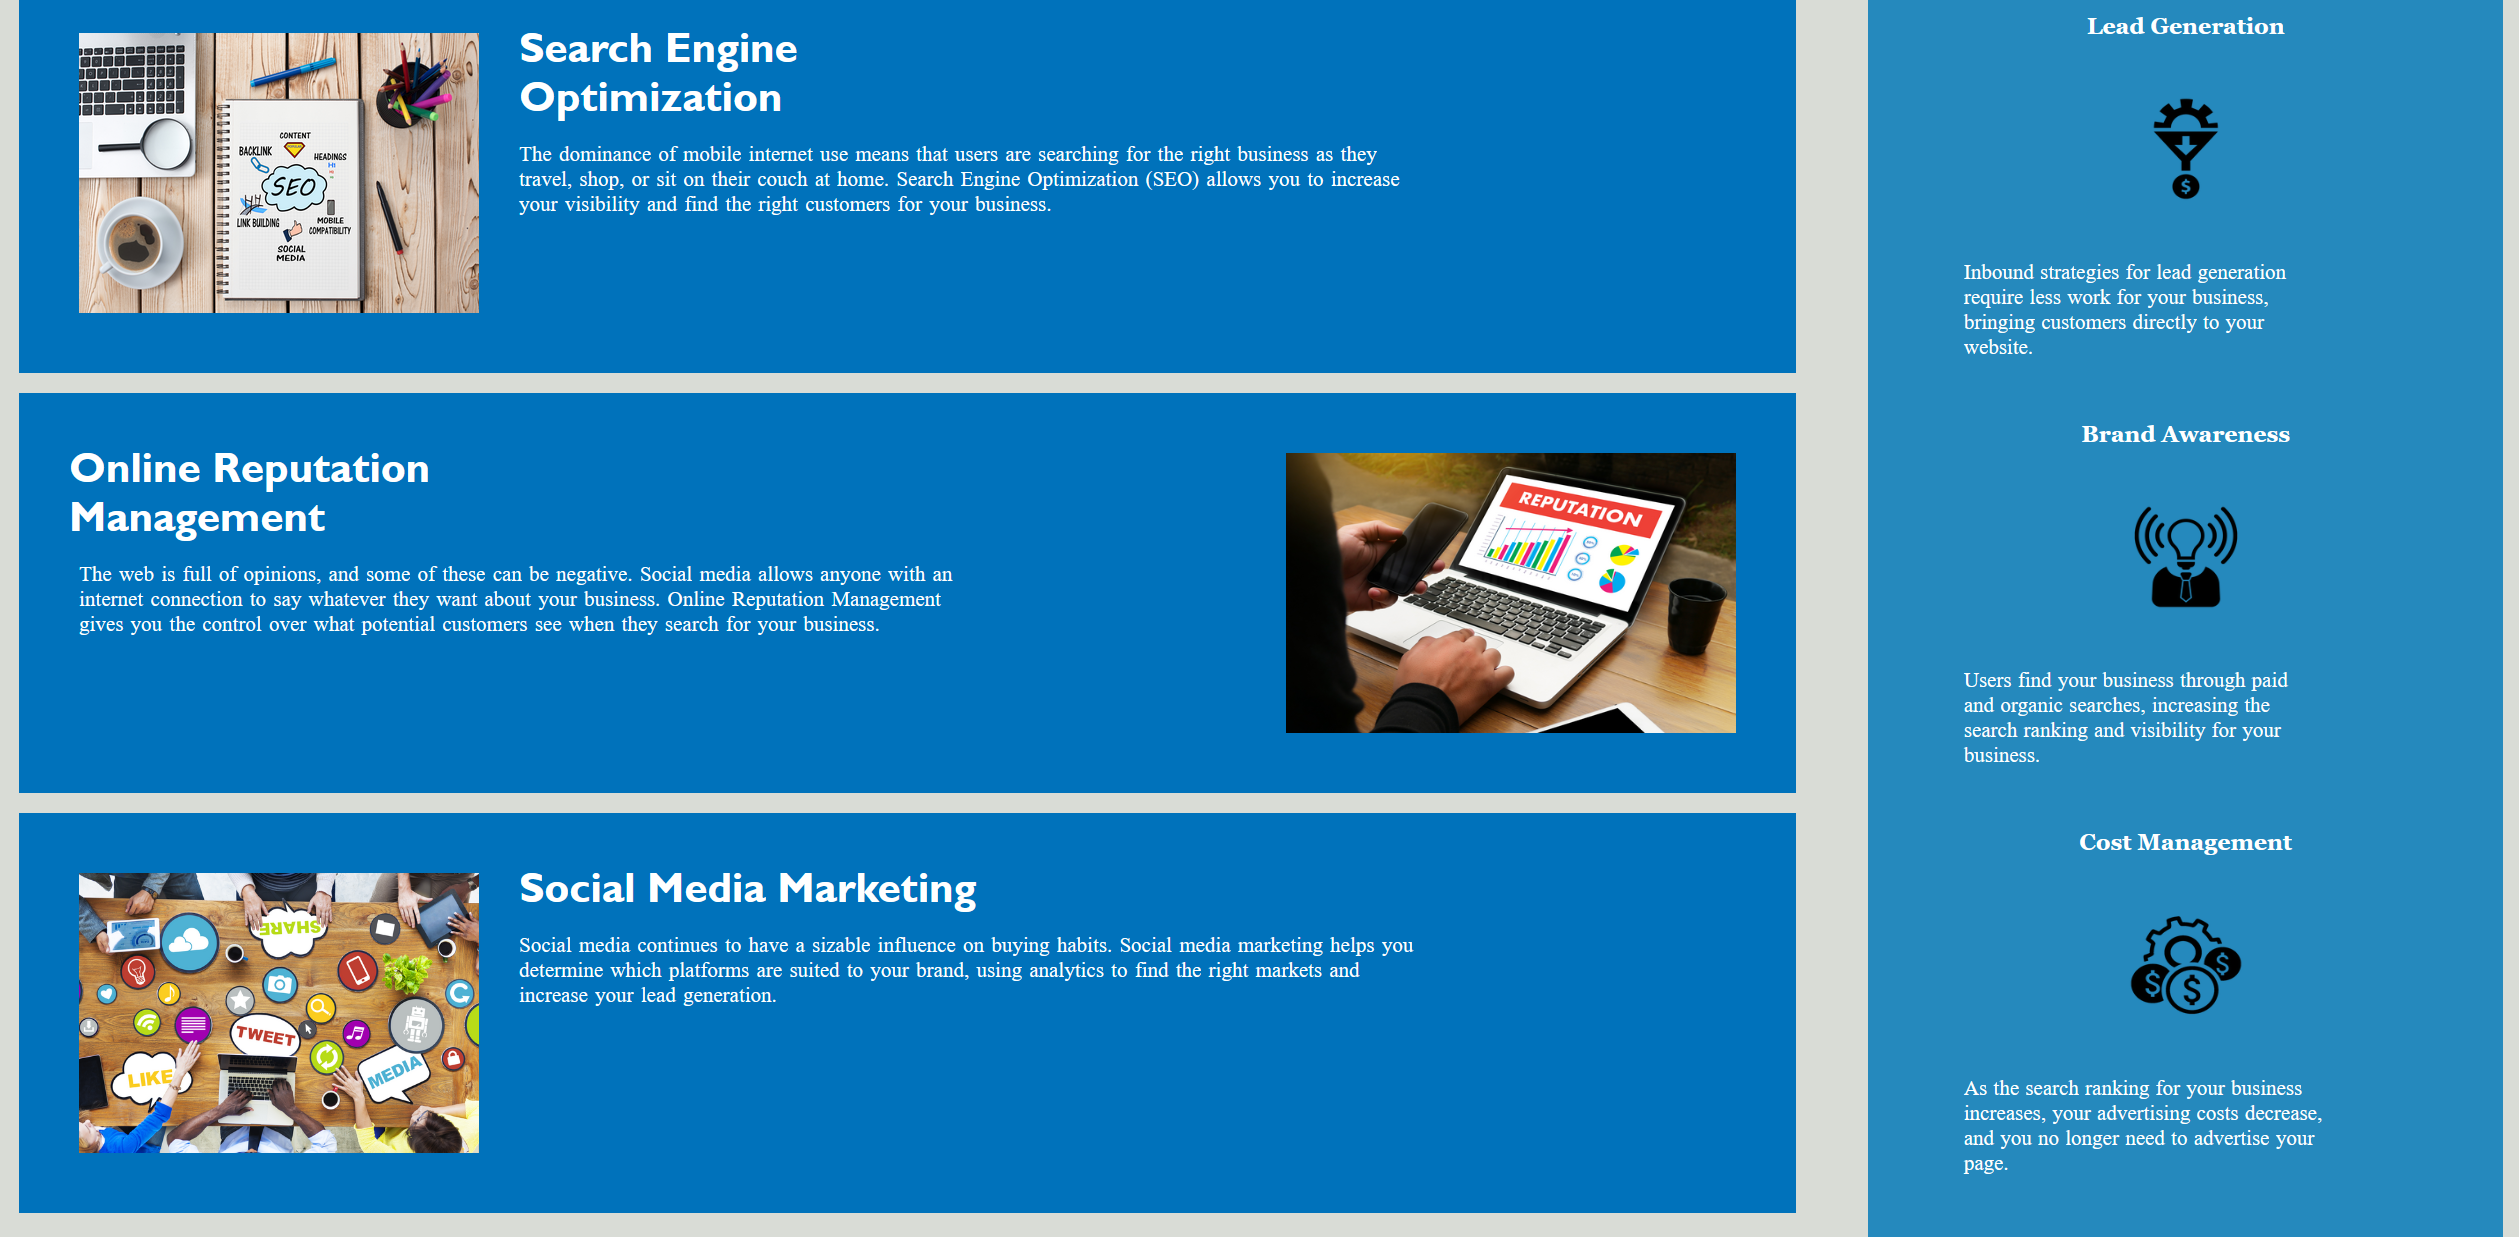 Search Engine
Optimization
The dominance of mobile internet use means that users are searching for the right business as they
travel, shop, or sit on their couch at home. Search Engine Optimization (SEO) allows you to increase
your visibility and find the right customers for your business.
CONTENT
BACKLINK
HEADINGS
SEO
LINK BUILDING
MOBILE
COMPATIBILITY
SOCIAL
MEDIA
Online Reputation
Management
The web is full of opinions, and some of these can be negative. Social media allows anyone with an
internet connection to say whatever they want about your business. Online Reputation Management
gives you the control over what potential customers see when they search for your business.
REPUTATION
Social Media Marketing
Social media continues to have a sizable influence on buying habits. Social media marketing helps you
determine which platforms are suited to your brand, using analytics to find the right markets and
increase your lead generation.
SHARE
TWEET
LIKE
MEDIA
Lead Generation
$
Inbound strategies for lead generation
require less work for your business,
bringing customers directly to your
website.
Brand Awareness
Users find your business through paid
and organic searches, increasing the
search ranking and visibility for your
business.
Cost Management
$ $ $
As the search ranking for your business
increases, your advertising costs decrease,
and you no longer need to advertise your
page.